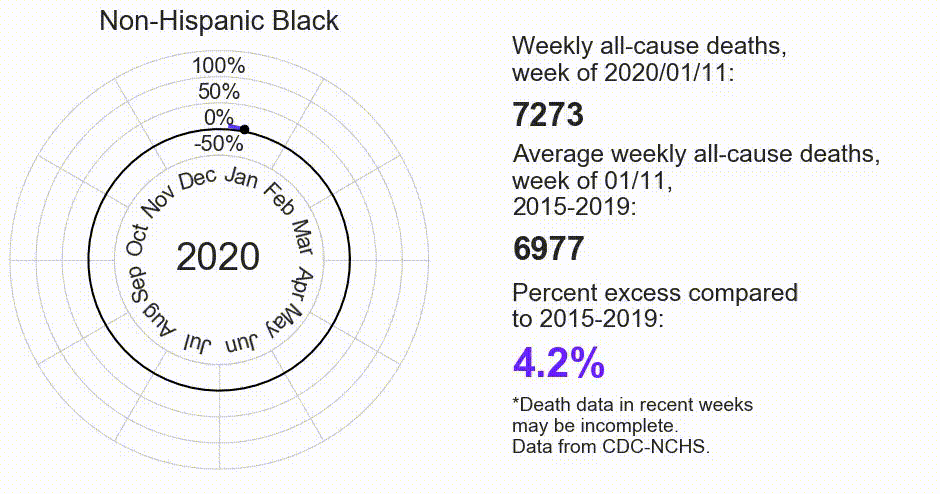 Non-Hispanic Black
100%
50%
0%
-50%
Jan
Feb
Mar
Apr
May
Jun
Jul
Aug
Sep
Oct
Nov
Dec
2020
Weekly all-cause deaths,
week of 2020/01/11:
7273
Average weekly all-cause deaths,
week of 01/11,
2015-2019:
6977
Percent excess compared
to 2015-2019:
4.2%
*Death data in recent weeks
may be incomplete.
Data from CDC-NCHS.